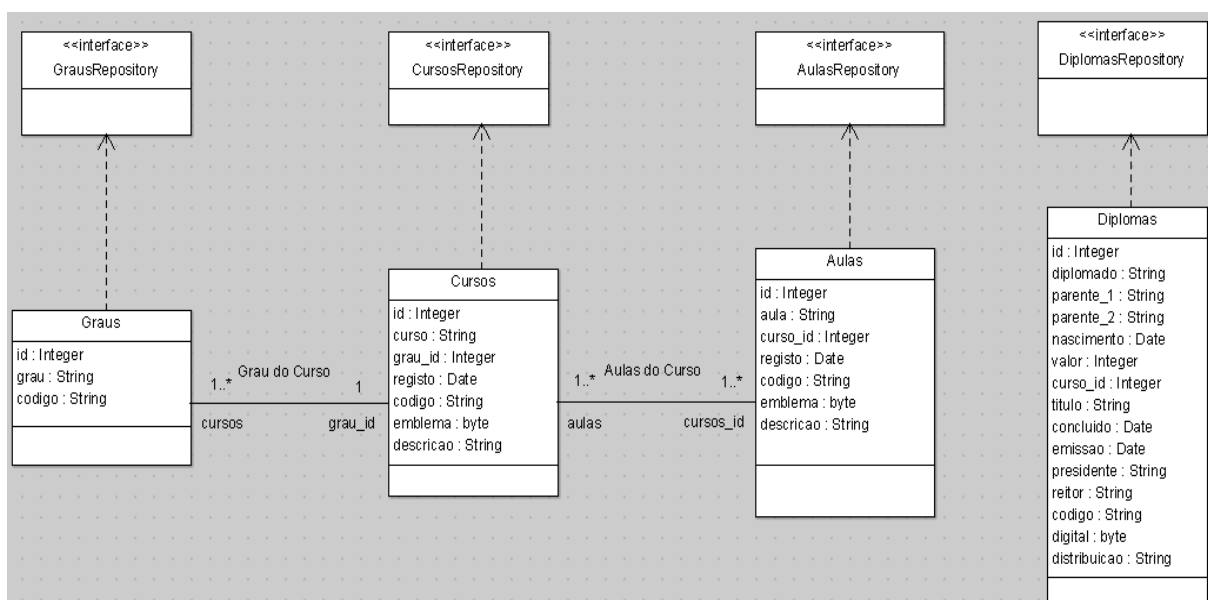 <<interface>>
GrausRepository
<<interface>>
CursosRepository
<<interface>>
AulasRepository
<<interface>>
DiplomasRepository
Graus
id : Integer
grau : String
codigo : String
1..* Grau do Curso 1
cursos grau_id
Cursos
id : Integer
curso : String
grau_id : Integer
registo : Date
codigo : String
emblema : byte
descricao : String
1..* Aulas do Curso 1..*
aulas cursos_id
Aulas
id : Integer
aula : String
curso_id : Integer
registo : Date
codigo : String
emblema : byte
descricao : String
Diplomas
id : Integer
diplomado : String
parente_1 : String
parente_2 : String
nascimento : Date
valor : Integer
curso_id : Integer
titulo : String
concluido : Date
emissao : Date
presidente : String
reitor : String
codigo : String
digital : byte
distribuicao : String